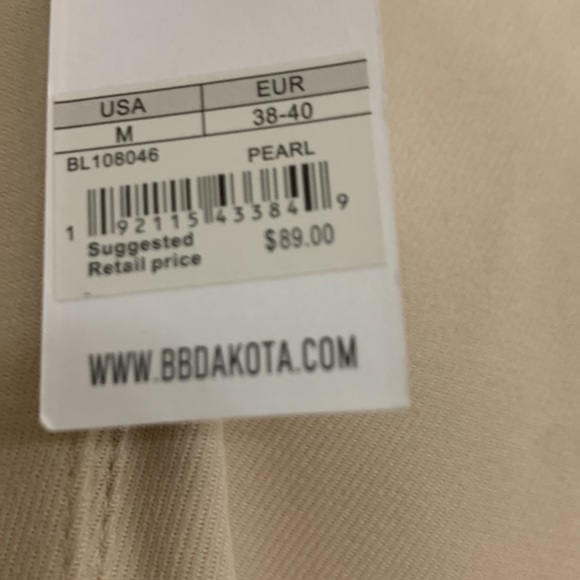 USA EUR
M 38-40
BL108046 PEARL
1 92115 43384 9
Suggested
Retail price $89.00
WWW.BBDAKOTA.COM